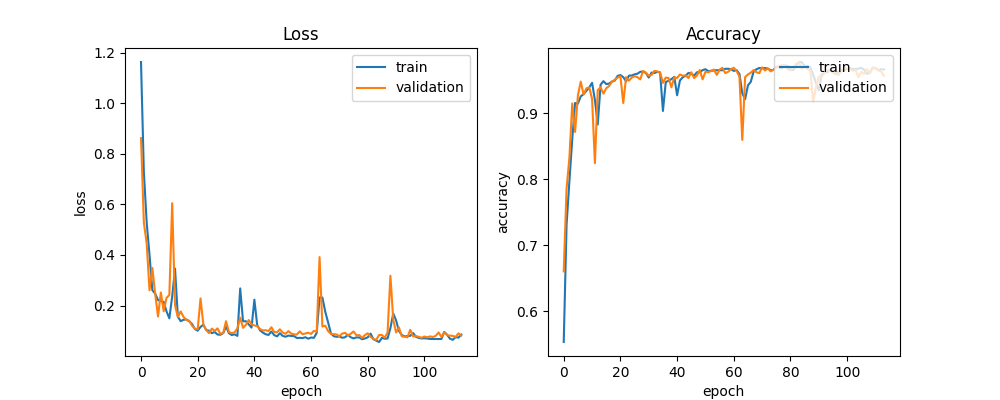 Loss
train
validation
1.2
1.0
0.8
0.6
0.4
0.2
loss
0 20 40 60 80 100
epoch
Accuracy
train
validation
0.9
0.8
0.7
0.6
accuracy
0 20 40 60 80 100
epoch